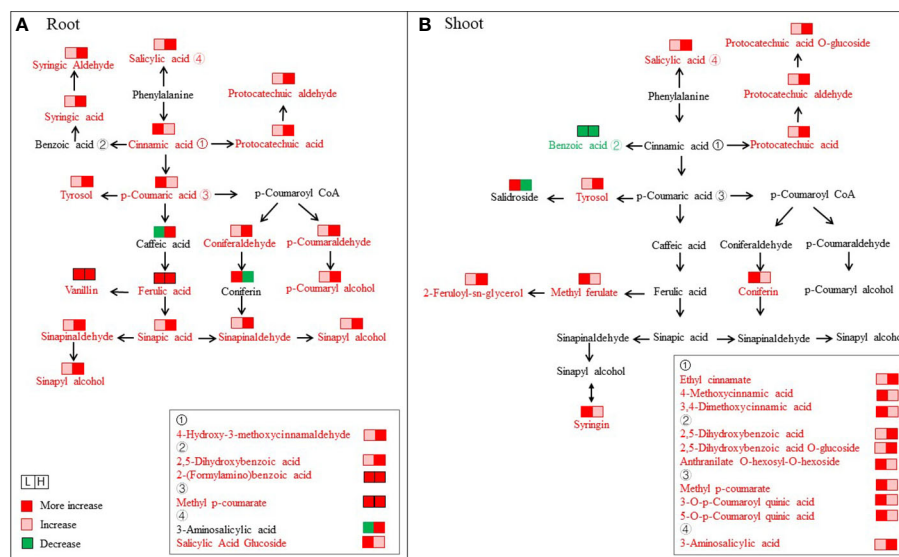 A Root
Syringic Aldehyde
Salicylic acid ④
Phenylalanine
Protocatechuic aldehyde
Syringic acid
Benzoic acid ②
Cinnamic acid ①
Protocatechuic acid
Tyrosol
p-Coumaric acid ③
p-Coumaroyl CoA
Caffeic acid
Coniferaldehyde
p-Coumaraldehyde
Vanillin
Ferulic acid
Coniferin
p-Coumaryl alcohol
Sinapinaldehyde
Sinapic acid
Sinapinaldehyde
Sinapyl alcohol
Sinapyl alcohol
L H
More increase
Increase
Decrease
①
4-Hydroxy-3-methoxycinnamaldehyde
②
2,5-Dihydroxybenzoic acid
2-(Formylamino)benzoic acid
③
Methyl p-coumarate
④
3-Aminosalicylic acid
Salicylic Acid Glucoside
B Shoot
Protocatechuic acid O-glucoside
Salicylic acid ④
Phenylalanine
Protocatechuic aldehyde
Benzoic acid ②
Cinnamic acid ①
Protocatechuic acid
Salidroside
Tyrosol
p-Coumaric acid ③
p-Coumaroyl CoA
Caffeic acid
Coniferaldehyde
p-Coumaraldehyde
2-Feruloyl-sn-glycerol
Methyl ferulate
Ferulic acid
Coniferin
p-Coumaryl alcohol
Sinapinaldehyde
Sinapic acid
Sinapinaldehyde
Sinapyl alcohol
Sinapyl alcohol
Syringin
①
Ethyl cinnamate
4-Methoxycinnamic acid
3,4-Dimethoxycinnamic acid
②
2,5-Dihydroxybenzoic acid
2,5-Dihydroxybenzoic acid O-glucoside
Anthranilate O-hexosyl-O-hexoside
③
Methyl p-coumarate
3-O-p-Coumaroyl quinic acid
5-O-p-Coumaroyl quinic acid
④
3-Aminosalicylic acid